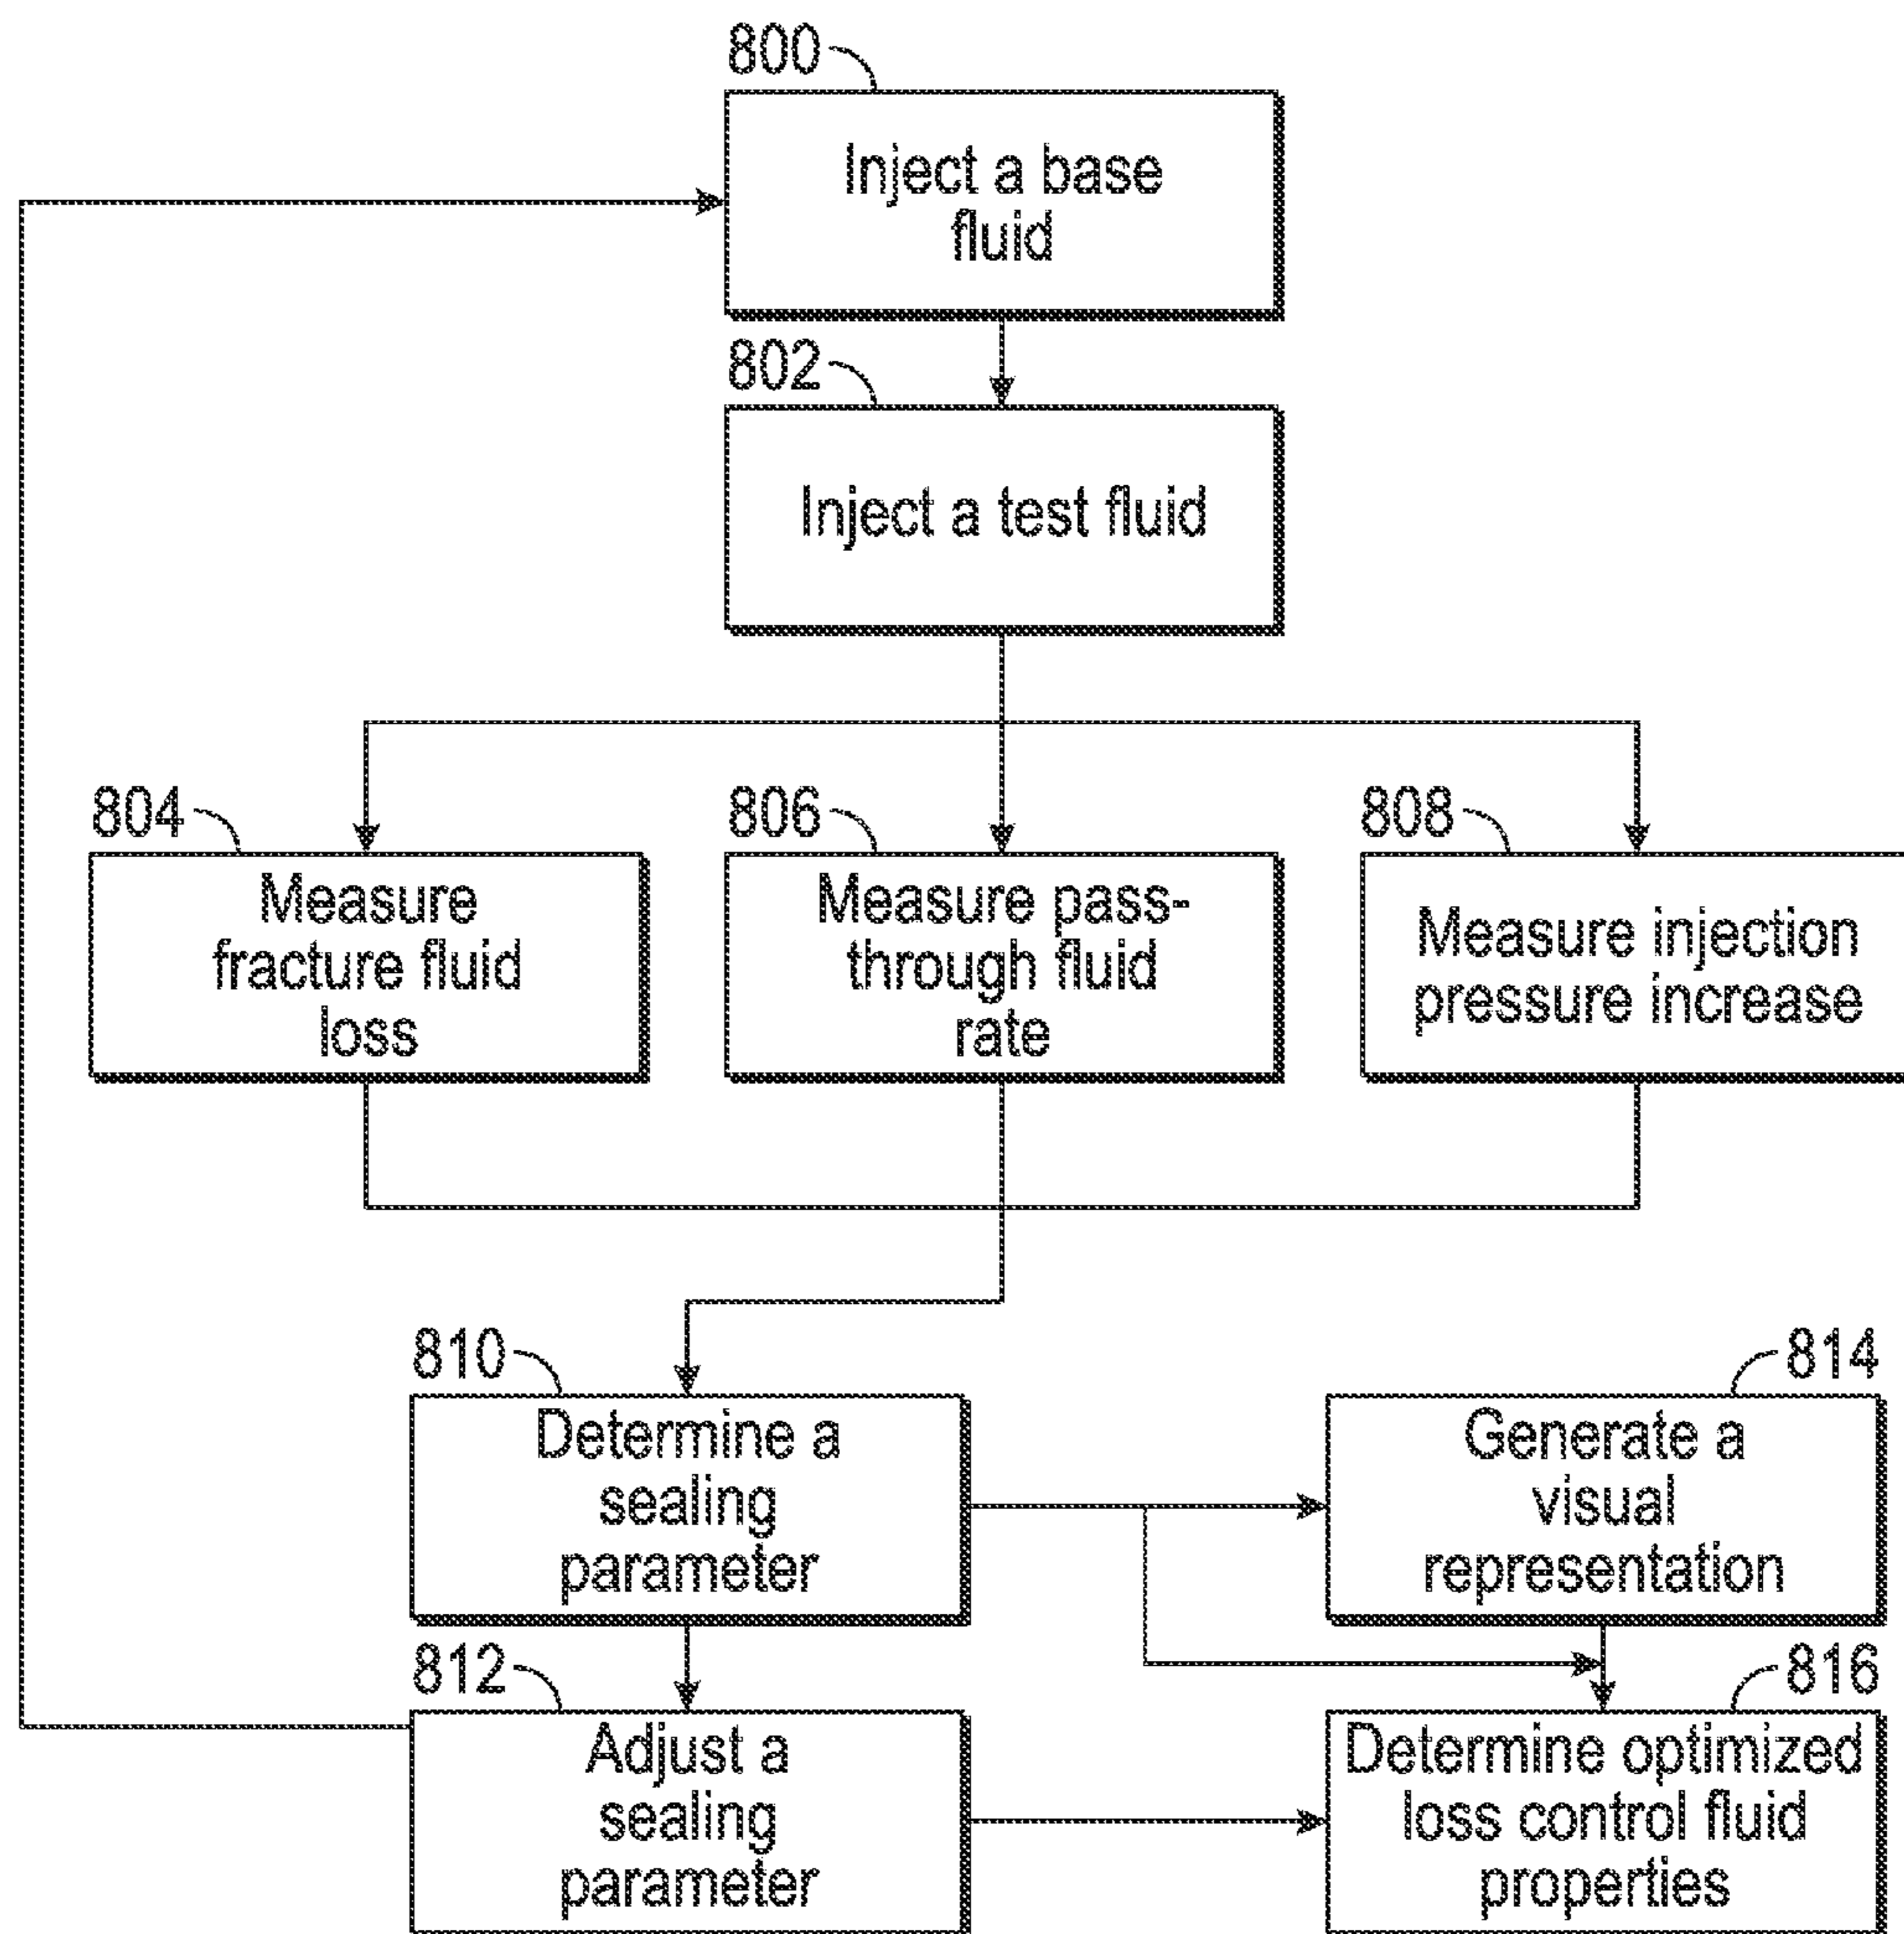 800
Inject a base
fluid
802
Inject a test fluid
804
Measure
fracture fluid
loss
806
Measure pass-
through fluid
rate
808
Measure injection
pressure increase
810
Determine a
sealing
parameter
814
Generate a
visual
representation
812
Adjust a
sealing
parameter
816
Determine optimized
loss control fluid
properties